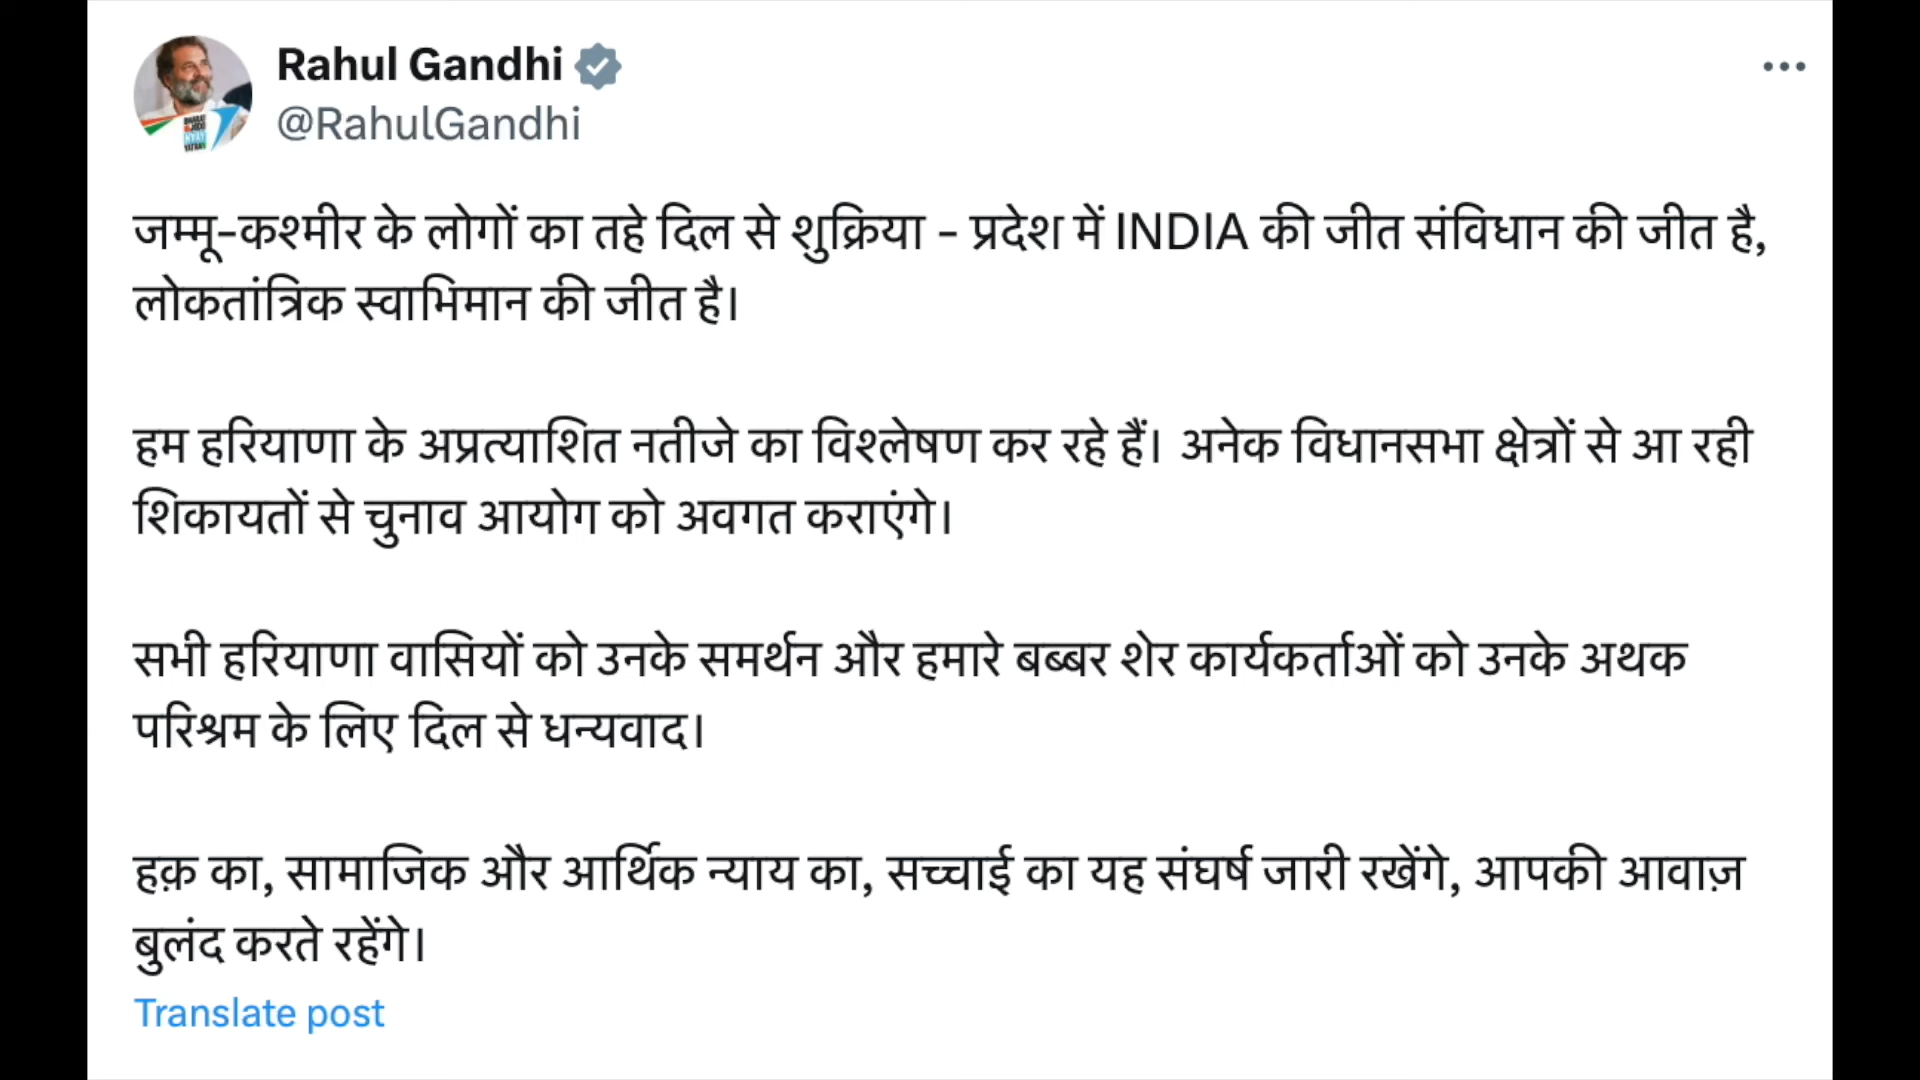 Rahul Gandhi
@RahulGandhi
जम्मू-कश्मीर के लोगों का तहे दिल से शुक्रिया - प्रदेश में INDIA की जीत संविधान की जीत है,
लोकतांत्रिक स्वाभिमान की जीत है।
हम हरियाणा के अप्रत्याशित नतीजे का विश्लेषण कर रहे हैं। अनेक विधानसभा क्षेत्रों से आ रही
शिकायतों से चुनाव आयोग को अवगत कराएंगे।
सभी हरियाणा वासियों को उनके समर्थन और हमारे बब्बर शेर कार्यकर्ताओं को उनके अथक
परिश्रम के लिए दिल से धन्यवाद।
हक़ का, सामाजिक और आर्थिक न्याय का, सच्चाई का यह संघर्ष जारी रखेंगे, आपकी आवाज़
बुलंद करते रहेंगे।
Translate post